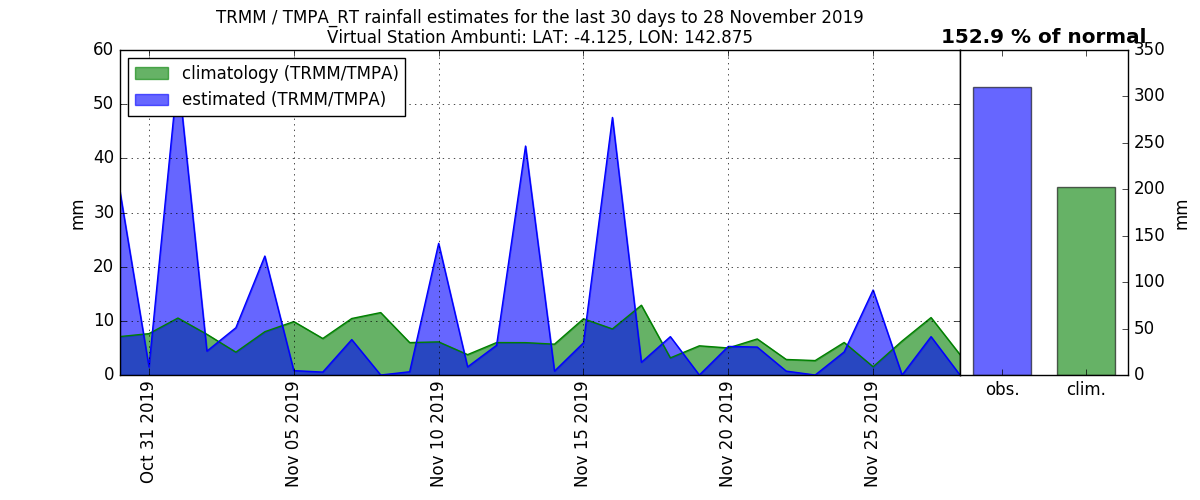 TRMM / TMPA_RT rainfall estimates for the last 30 days to 28 November 2019
Virtual Station Ambunti: LAT: -4.125, LON: 142.875
152.9 % of normal
climatology (TRMM/TMPA)
estimated (TRMM/TMPA)
60
50
40
30
20
10
0
mm
Oct 31 2019
Nov 05 2019
Nov 10 2019
Nov 15 2019
Nov 20 2019
Nov 25 2019
obs.
clim.
350
300
250
200
150
100
50
0
mm